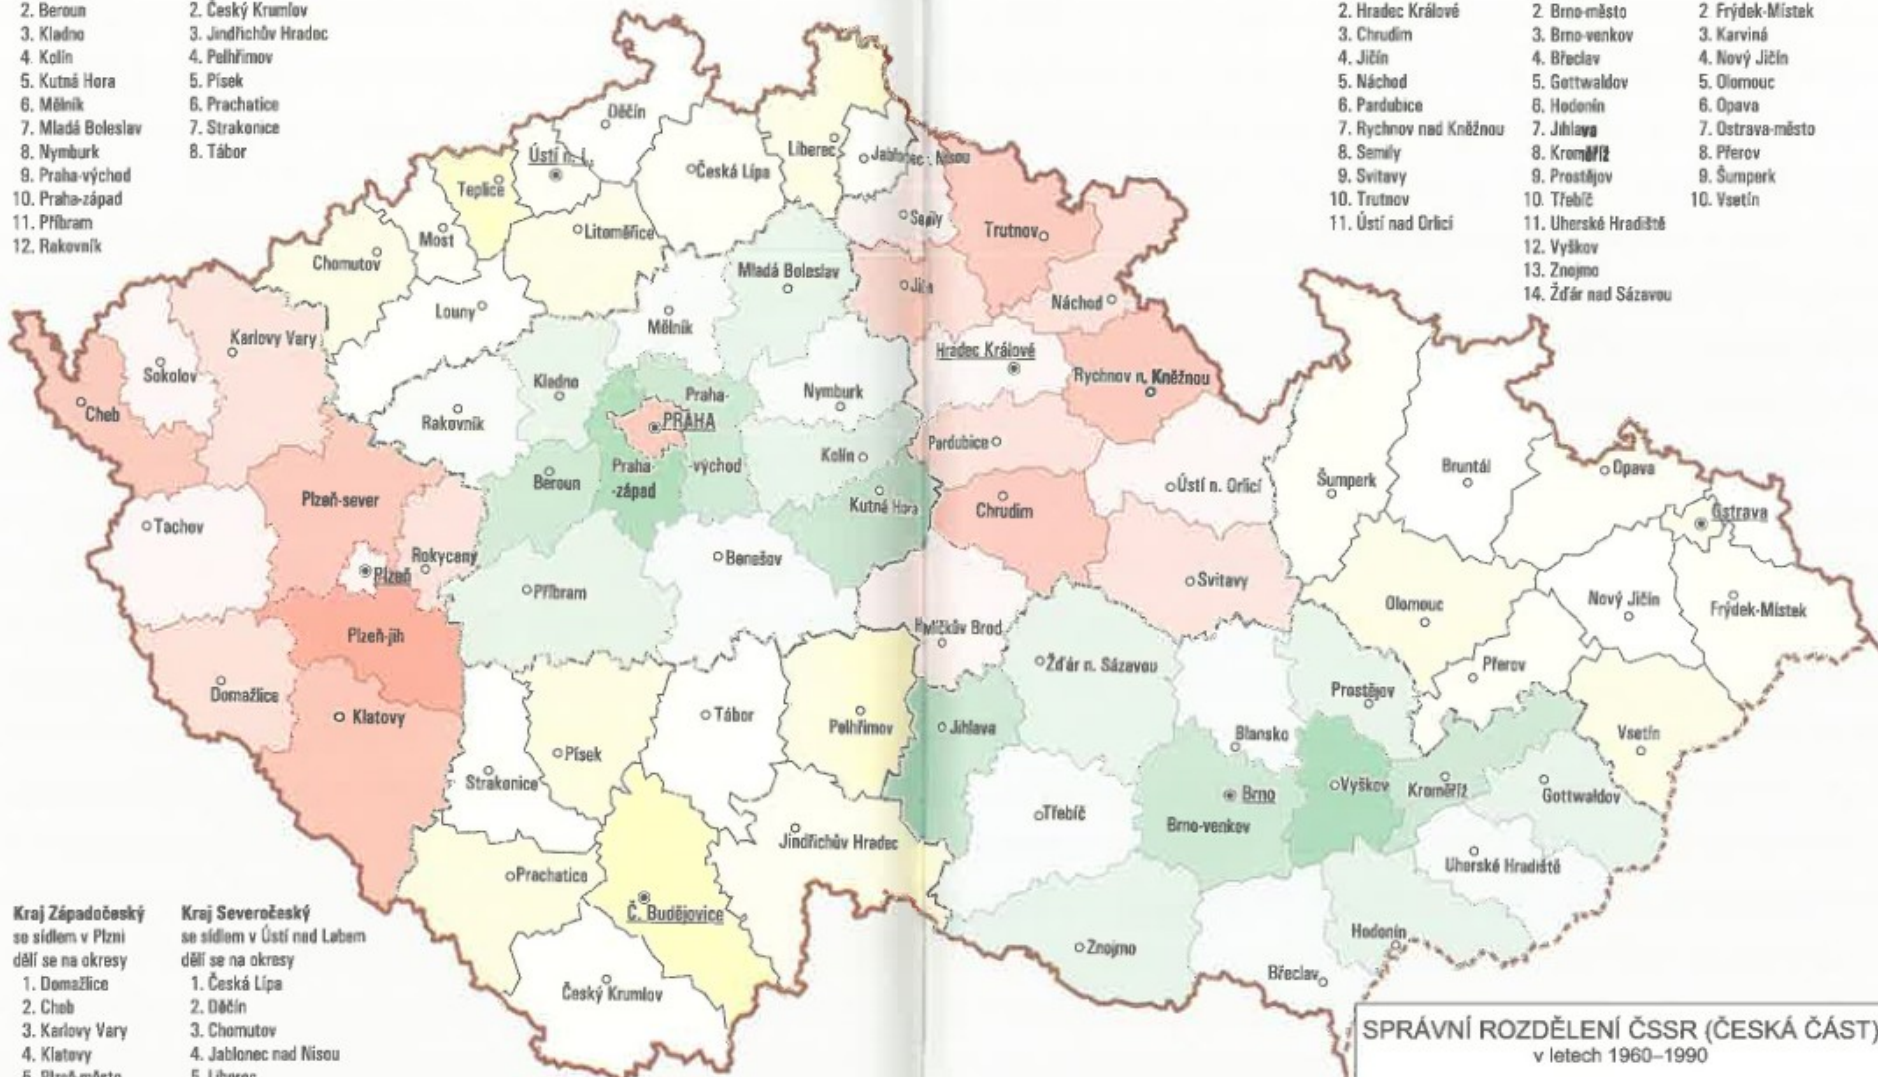 2. Beroun
3. Kladno
4. Kolín
5. Kutná Hora
6. Mělník
7. Mladá Boleslav
8. Nymburk
9. Praha-východ
10. Praha-západ
11. Příbram
12. Rakovník
2. Český Krumlov
3. Jindřichův Hradec
4. Pelhřimov
5. Písek
6. Prachatice
7. Strakonice
8. Tábor
2. Hradec Králové
3. Chrudim
4. Jičín
5. Náchod
6. Pardubice
7. Rychnov nad Kněžnou
8. Semily
9. Svitavy
10. Trutnov
11. Ústí nad Orlicí
2 Brno-město
3. Brno-venkov
4. Břeclav
5. Gottwaldov
6. Hodonín
7. Jihlava
8. Kroměříž
9. Prostějov
10. Třebíč
11. Uherské Hradiště
12. Vyškov
13. Znojmo
14. Žďár nad Sázavou
2 Frýdek-Místek
3. Karviná
4. Nový Jičín
5. Olomouc
6. Opava
7. Ostrava-město
8. Přerov
9. Šumperk
10. Vsetín
Děčín
Ústí n. L.
Česká Lípa
Liberec
Jablonec n. Nisou
Teplice
Semily
Trutnov
Litoměřice
Most
Chomutov
Mladá Boleslav
Jičín
Náchod
Louny
Mělník
Karlovy Vary
Sokolov
Hradec Králové
Rychnov n. Kněžnou
Kladno
Nymburk
Praha-
Cheb
Rakovník
PRAHA
Pardubice
Kolín
Praha-
-západ
-východ
Beroun
Šumperk
Bruntál
Opava
Ústí n. Orlicí
Plzeň-sever
Kutná Hora
Chrudim
Ostrava
Tachov
Rokycany
Plzeň
Benešov
Příbram
Svitavy
Olomouc
Nový Jičín
Frýdek-Místek
Plzeň-jih
Havlíčkův Brod
Žďár n. Sázavou
Přerov
Domažlice
Prostějov
Klatovy
Tábor
Pelhřimov
Jihlava
Blansko
Vsetín
Písek
Strakonice
Brno
Vyškov
Kroměříž
Gottwaldov
Třebíč
Brno-venkov
Jindřichův Hradec
Uherské Hradiště
Prachatice
Č. Budějovice
Hodonín
Znojmo
Břeclav
Český Krumlov
Kraj Západočeský
se sídlem v Plzni
dělí se na okresy
1. Domažlice
2. Cheb
3. Karlovy Vary
4. Klatovy
5. Plzeň-město
Kraj Severočeský
se sídlem v Ústí nad Labem
dělí se na okresy
1. Česká Lípa
2. Děčín
3. Chomutov
4. Jablonec nad Nisou
5. Liberec
SPRÁVNÍ ROZDĚLENÍ ČSSR (ČESKÁ ČÁST)
v letech 1960–1990